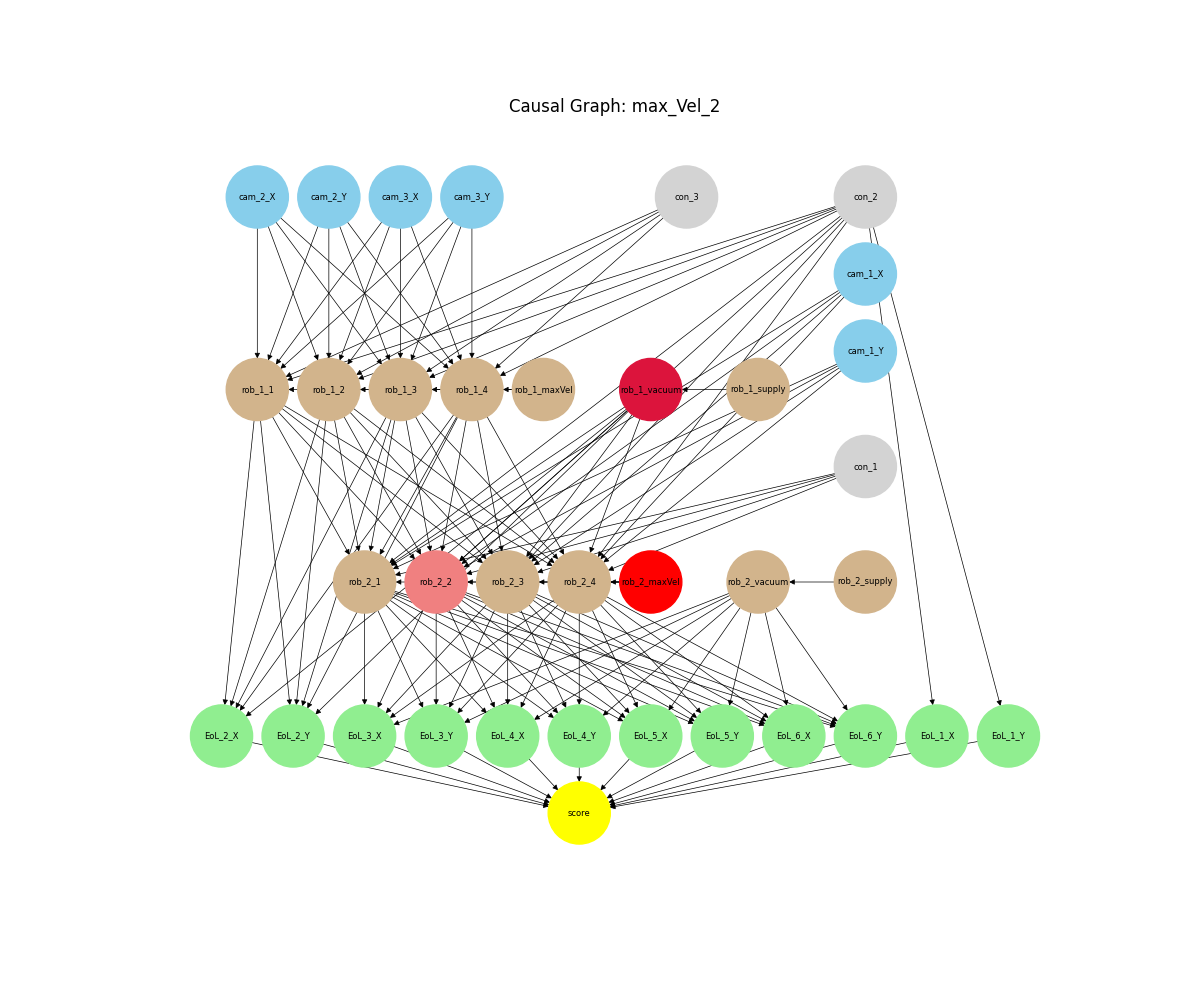 Causal Graph: max_Vel_2
cam_2_X cam_2_Y cam_3_X cam_3_Y con_3 con_2
cam_1_X
cam_1_Y
rob_1_1 rob_1_2 rob_1_3 rob_1_4 rob_1_maxVel rob_1_vacuum rob_1_supply
con_1
rob_2_1 rob_2_2 rob_2_3 rob_2_4 rob_2_maxVel rob_2_vacuum rob_2_supply
EoL_2_X EoL_2_Y EoL_3_X EoL_3_Y EoL_4_X EoL_4_Y EoL_5_X EoL_5_Y EoL_6_X EoL_6_Y EoL_1_X EoL_1_Y
score